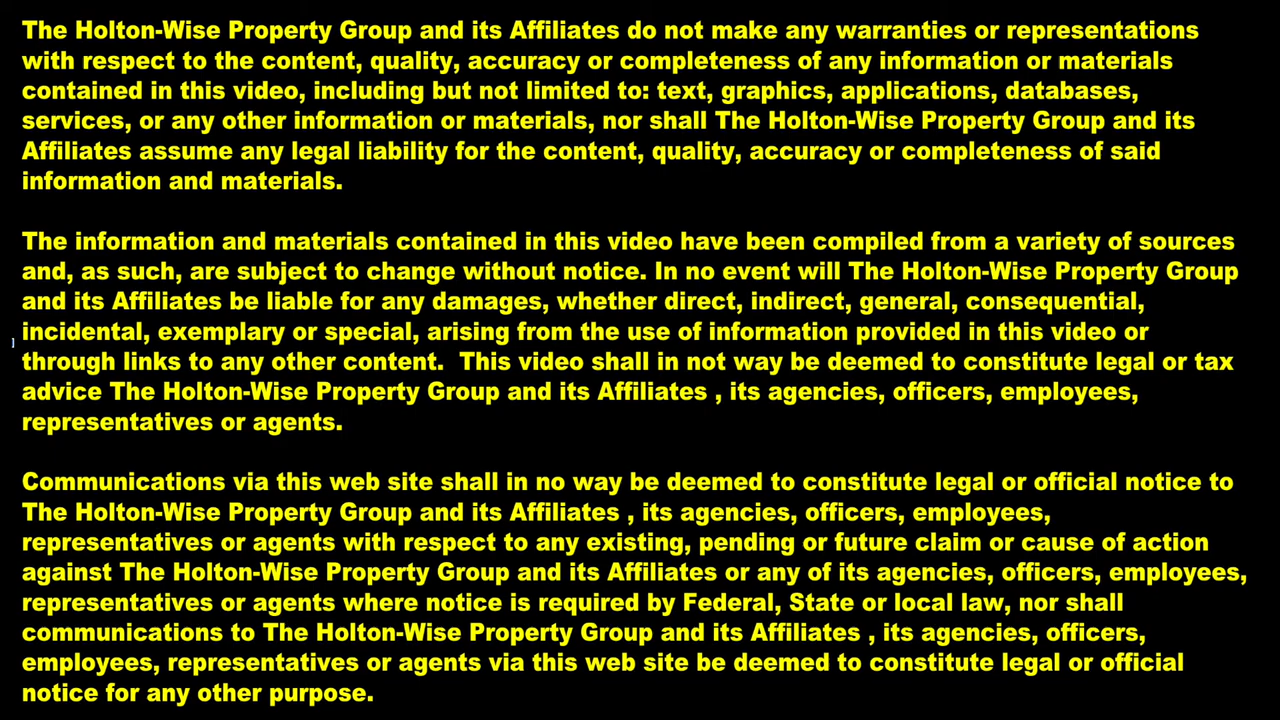 The Holton-Wise Property Group and its Affiliates do not make any warranties or representations
with respect to the content, quality, accuracy or completeness of any information or materials
contained in this video, including but not limited to: text, graphics, applications, databases,
services, or any other information or materials, nor shall The Holton-Wise Property Group and its
Affiliates assume any legal liability for the content, quality, accuracy or completeness of said
information and materials.
The information and materials contained in this video have been compiled from a variety of sources
and, as such, are subject to change without notice. In no event will The Holton-Wise Property Group
and its Affiliates be liable for any damages, whether direct, indirect, general, consequential,
incidental, exemplary or special, arising from the use of information provided in this video or
through links to any other content.  This video shall in not way be deemed to constitute legal or tax
advice The Holton-Wise Property Group and its Affiliates , its agencies, officers, employees,
representatives or agents.
Communications via this web site shall in no way be deemed to constitute legal or official notice to
The Holton-Wise Property Group and its Affiliates , its agencies, officers, employees,
representatives or agents with respect to any existing, pending or future claim or cause of action
against The Holton-Wise Property Group and its Affiliates or any of its agencies, officers, employees,
representatives or agents where notice is required by Federal, State or local law, nor shall
communications to The Holton-Wise Property Group and its Affiliates , its agencies, officers,
employees, representatives or agents via this web site be deemed to constitute legal or official
notice for any other purpose.